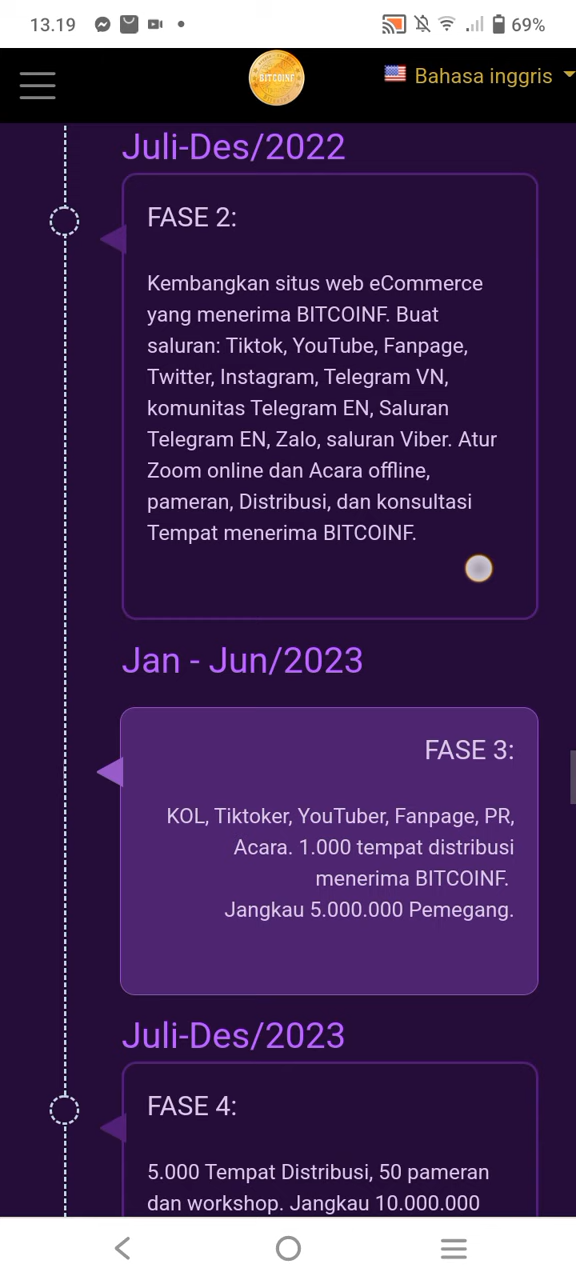 13.19
69%
BITCOINF
Bahasa inggris
Juli-Des/2022
FASE 2:
Kembangkan situs web eCommerce
yang menerima BITCOINF. Buat
saluran: Tiktok, YouTube, Fanpage,
Twitter, Instagram, Telegram VN,
komunitas Telegram EN, Saluran
Telegram EN, Zalo, saluran Viber. Atur
Zoom online dan Acara offline,
pameran, Distribusi, dan konsultasi
Tempat menerima BITCOINF.
Jan - Jun/2023
FASE 3:
KOL, Tiktoker, YouTuber, Fanpage, PR,
Acara. 1.000 tempat distribusi
menerima BITCOINF.
Jangkau 5.000.000 Pemegang.
Juli-Des/2023
FASE 4:
5.000 Tempat Distribusi, 50 pameran
dan workshop. Jangkau 10.000.000